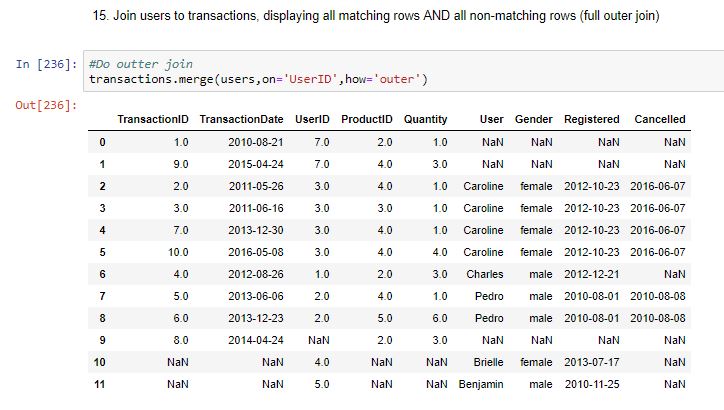 15. Join users to transactions, displaying all matching rows AND all non-matching rows (full outer join)
In [236]: #Do outter join
transactions.merge(users,on='UserID',how='outer')
Out[236]:
TransactionID TransactionDate UserID ProductID Quantity User Gender Registered Cancelled
0 1.0 2010-08-21 7.0 2.0 1.0 NaN NaN NaN NaN
1 9.0 2015-04-24 7.0 4.0 3.0 NaN NaN NaN NaN
2 2.0 2011-05-26 3.0 4.0 1.0 Caroline female 2012-10-23 2016-06-07
3 3.0 2011-06-16 3.0 3.0 1.0 Caroline female 2012-10-23 2016-06-07
4 7.0 2013-12-30 3.0 4.0 1.0 Caroline female 2012-10-23 2016-06-07
5 10.0 2016-05-08 3.0 4.0 4.0 Caroline female 2012-10-23 2016-06-07
6 4.0 2012-08-26 1.0 2.0 3.0 Charles male 2012-12-21 NaN
7 5.0 2013-06-06 2.0 4.0 1.0 Pedro male 2010-08-01 2010-08-08
8 6.0 2013-12-23 2.0 5.0 6.0 Pedro male 2010-08-01 2010-08-08
9 8.0 2014-04-24 NaN 2.0 3.0 NaN NaN NaN NaN
10 NaN NaN 4.0 NaN NaN Brielle female 2013-07-17 NaN
11 NaN NaN 5.0 NaN NaN Benjamin male 2010-11-25 NaN